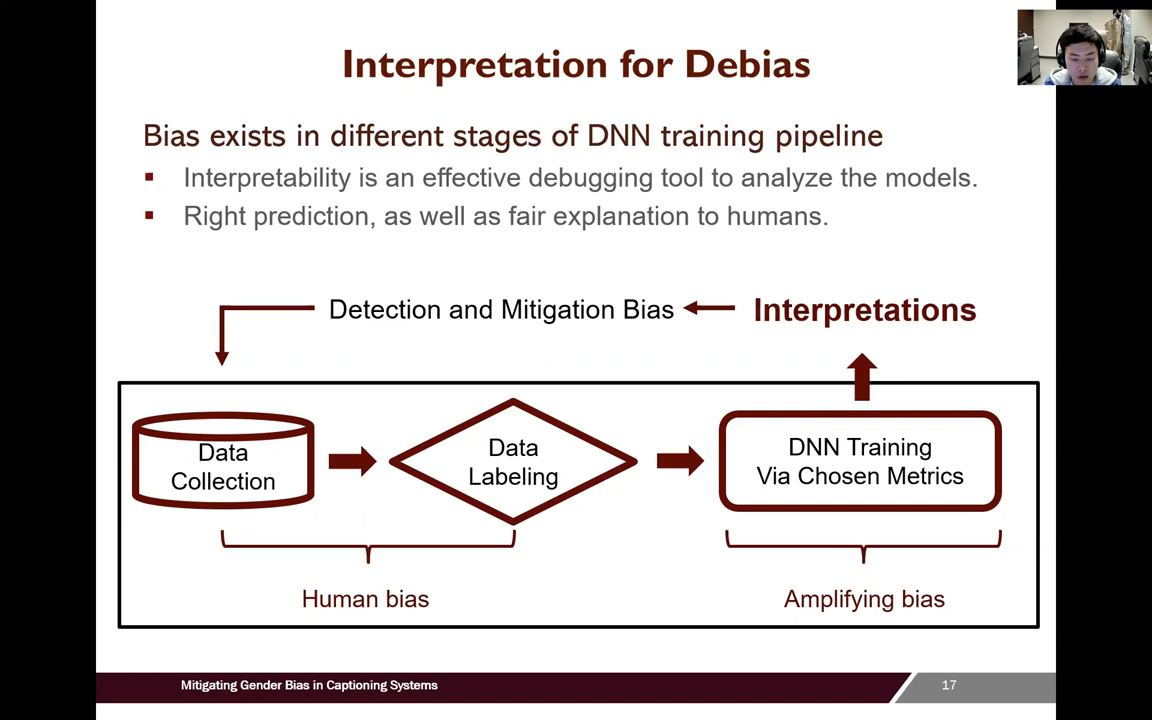 Interpretation for Debias
Bias exists in different stages of DNN training pipeline
Interpretability is an effective debugging tool to analyze the models.
Right prediction, as well as fair explanation to humans.
Detection and Mitigation Bias
Interpretations
Data
Collection
Data
Labeling
DNN Training
Via Chosen Metrics
Human bias
Amplifying bias
Mitigating Gender Bias in Captioning Systems
17